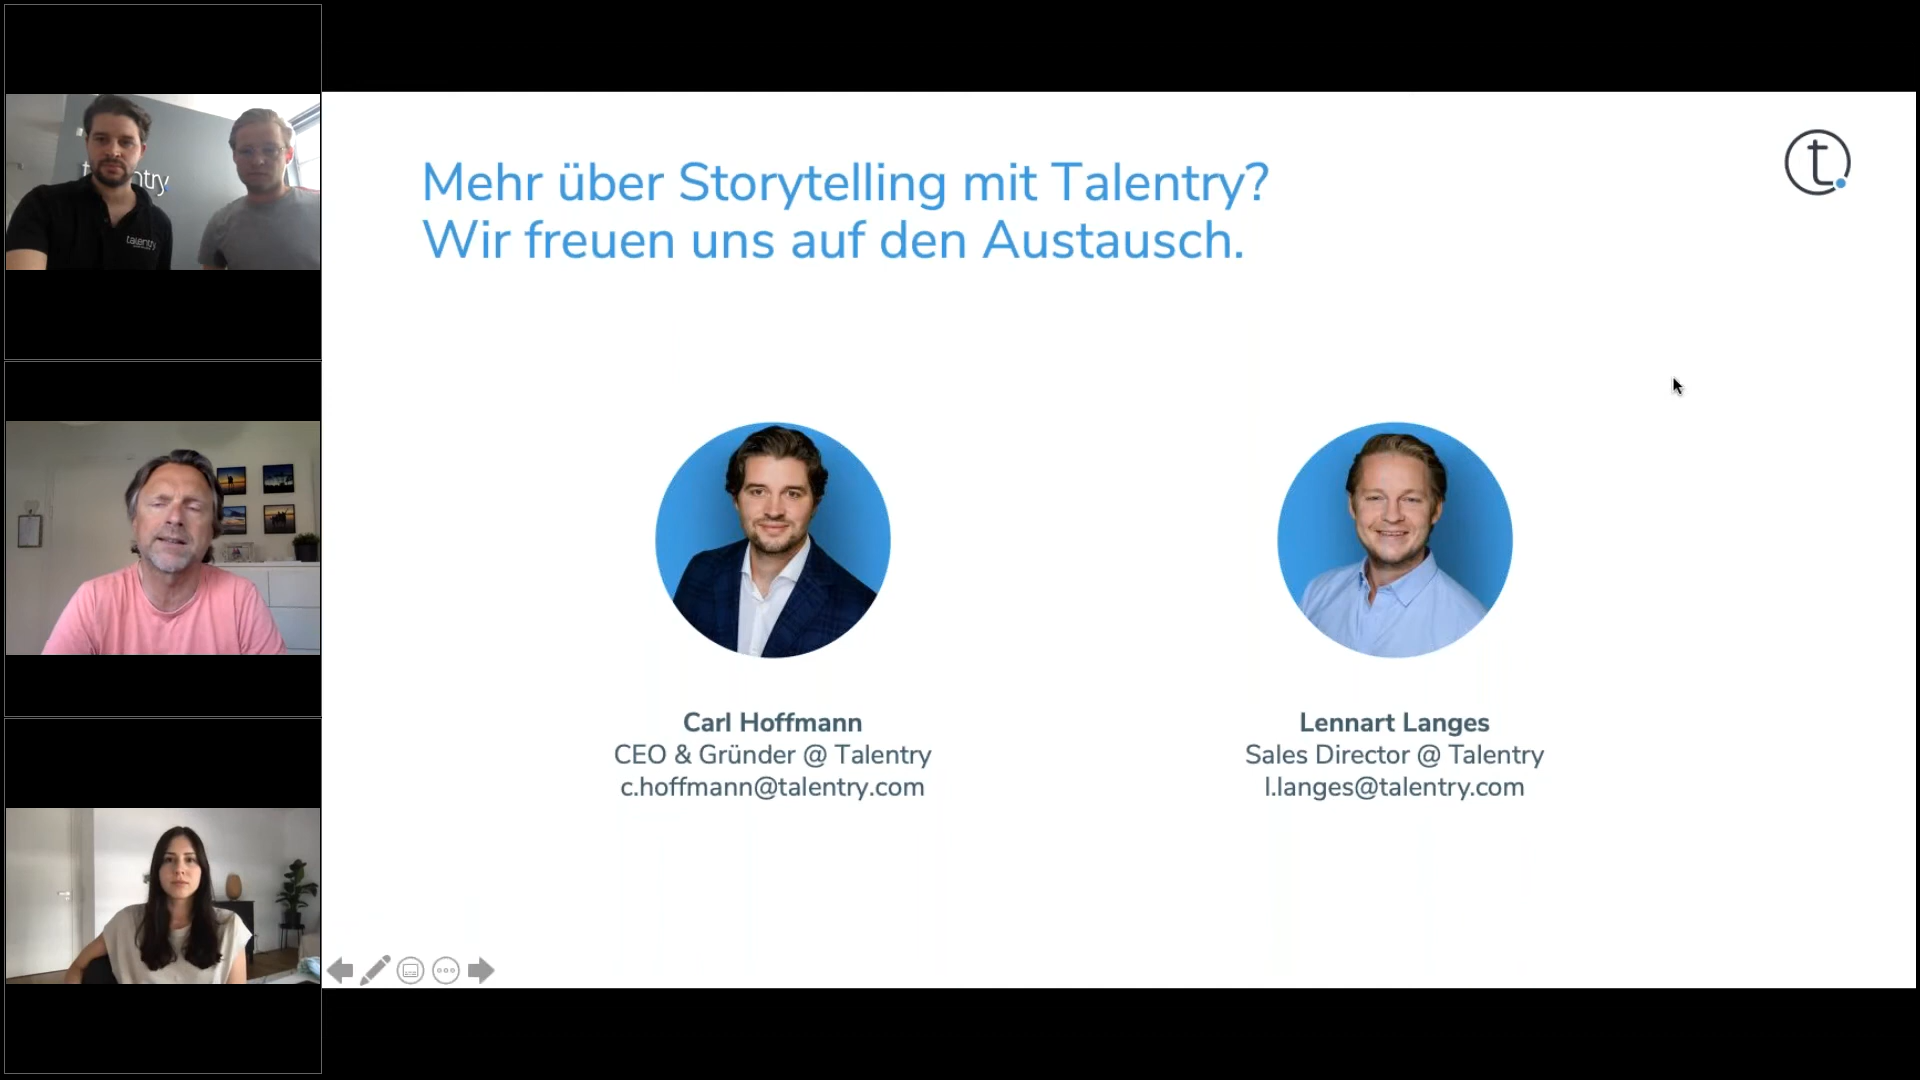 Mehr über Storytelling mit Talentry?
Wir freuen uns auf den Austausch.
t.
Carl Hoffmann
CEO & Gründer @ Talentry
c.hoffmann@talentry.com
Lennart Langes
Sales Director @ Talentry
l.langes@talentry.com
talentry